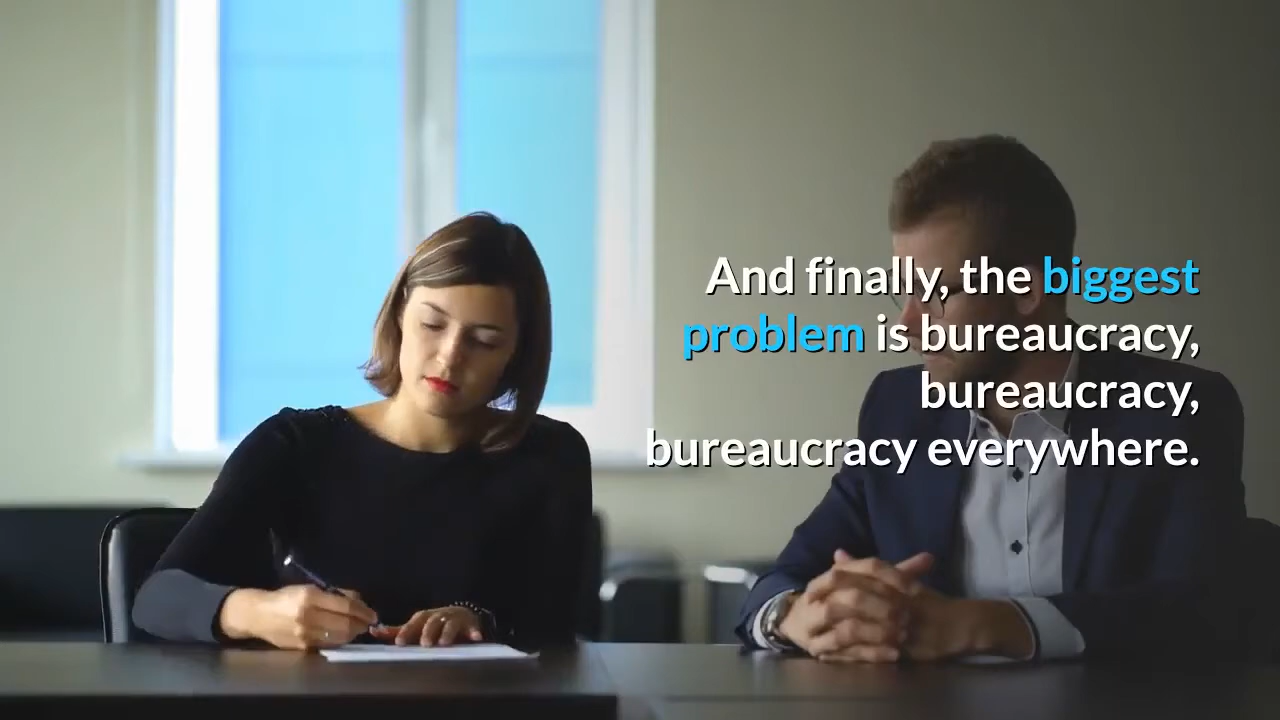 And finally, the biggest
problem is bureaucracy,
bureaucracy,
bureaucracy everywhere.